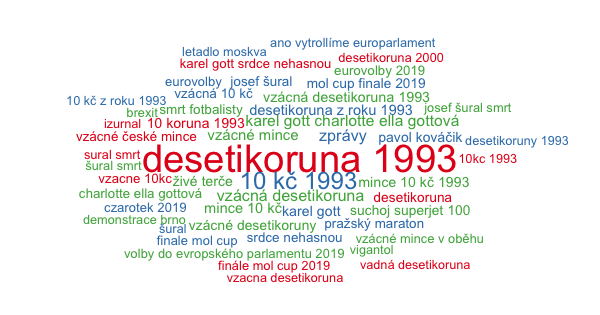 ano vytrollíme europarlament
letadlo moskva
karel gott srdce nehasnou
desetikoruna 2000
eurovolby 2019
eurovolby
josef šural
mol cup finale 2019
vzácná 10 kč
vzácná desetikoruna 1993
10 kč z roku 1993
brexit
smrt fotbalisty
desetikoruna z roku 1993
josef šural smrt
izurnal
10 koruna 1993
karel gott charlotte ella gottová
vzácné české mince
vzácné mince
zprávy
pavol kováčik
desetikoruny 1993
sural smrt
desetikoruna 1993
10kc 1993
šural smrt
vzacne 10kc
živé terče
10 kč 1993
mince 10 kč 1993
charlotte ella gottová
vzácná desetikoruna
desetikoruna
czarotek 2019
mince 10 kč
karel gott
suchoj superjet 100
demonstrace brno
šural
vzácné desetikoruny
pražský maraton
finale mol cup
srdce nehasnou
vzácné mince v oběhu
volby do evropského parlamentu 2019
vigantol
finále mol cup 2019
vadná desetikoruna
vzacna desetikoruna